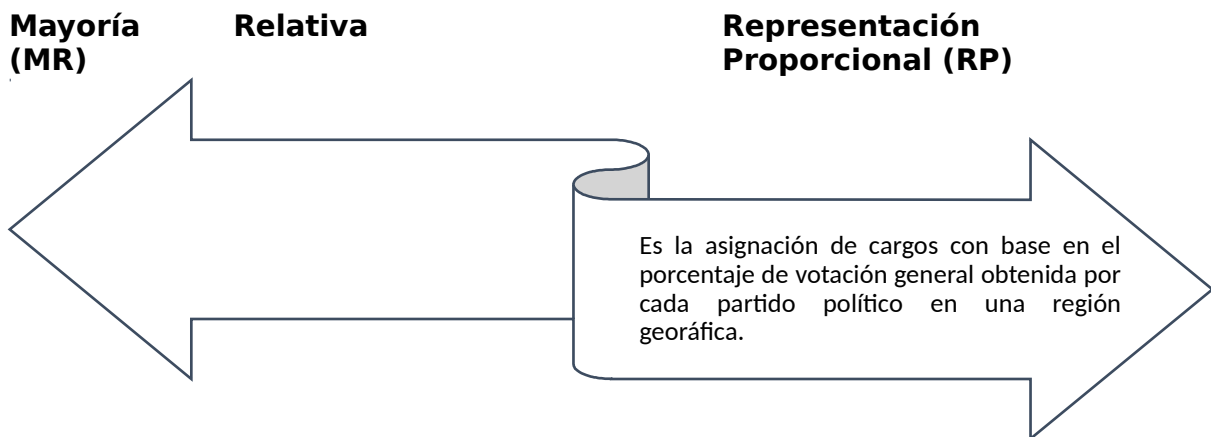 Mayoría Relativa
(MR)
Representación
Proporcional (RP)
Es la asignación de cargos con base en el
porcentaje de votación general obtenida por
cada partido político en una región
georáfica.